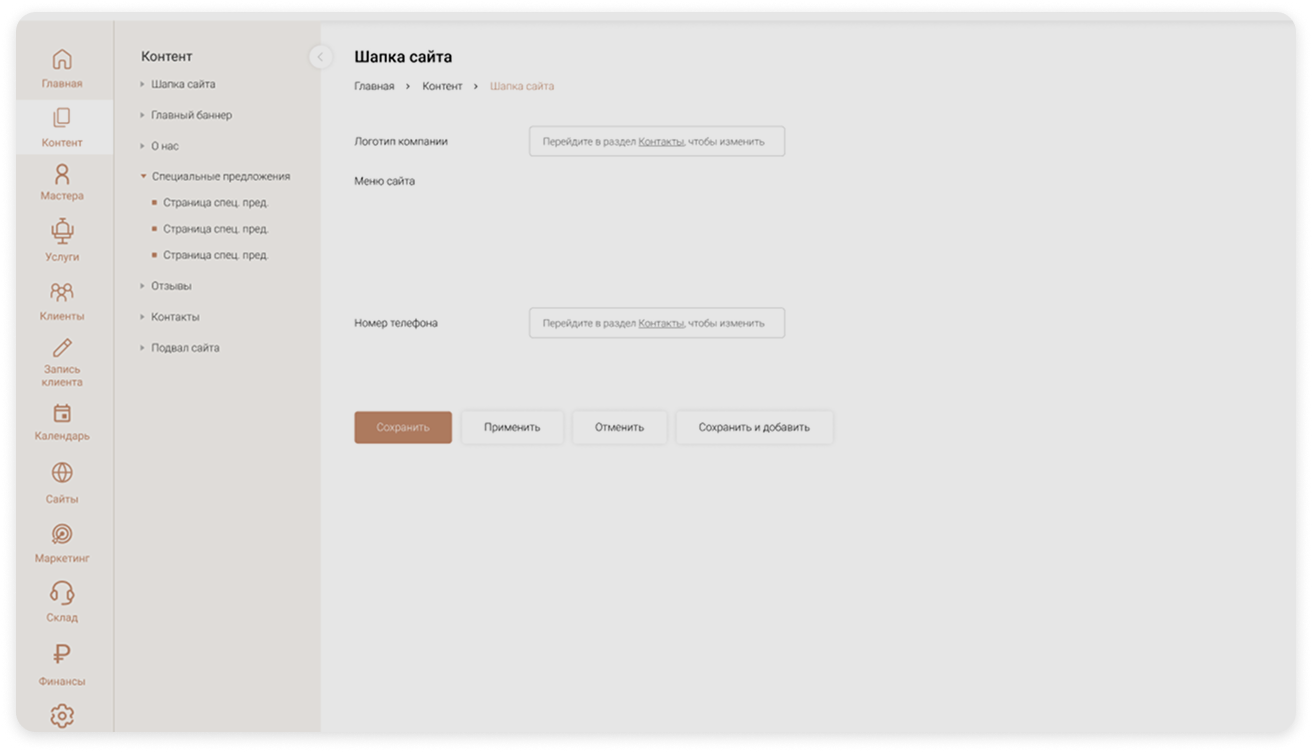 Главная
Контент
Мастера
Услуги
Клиенты
Запись
клиента
Календарь
Сайты
Маркетинг
Склад
Финансы
Контент
Шапка сайта
Главный баннер
О нас
Специальные предложения
Страница спец. пред.
Страница спец. пред.
Страница спец. пред.
Отзывы
Контакты
Подвал сайта
Шапка сайта
Главная > Контент > Шапка сайта
Логотип компании Перейдите в раздел Контакты, чтобы изменить
Меню сайта
Номер телефона Перейдите в раздел Контакты, чтобы изменить
Сохранить Применить Отменить Сохранить и добавить